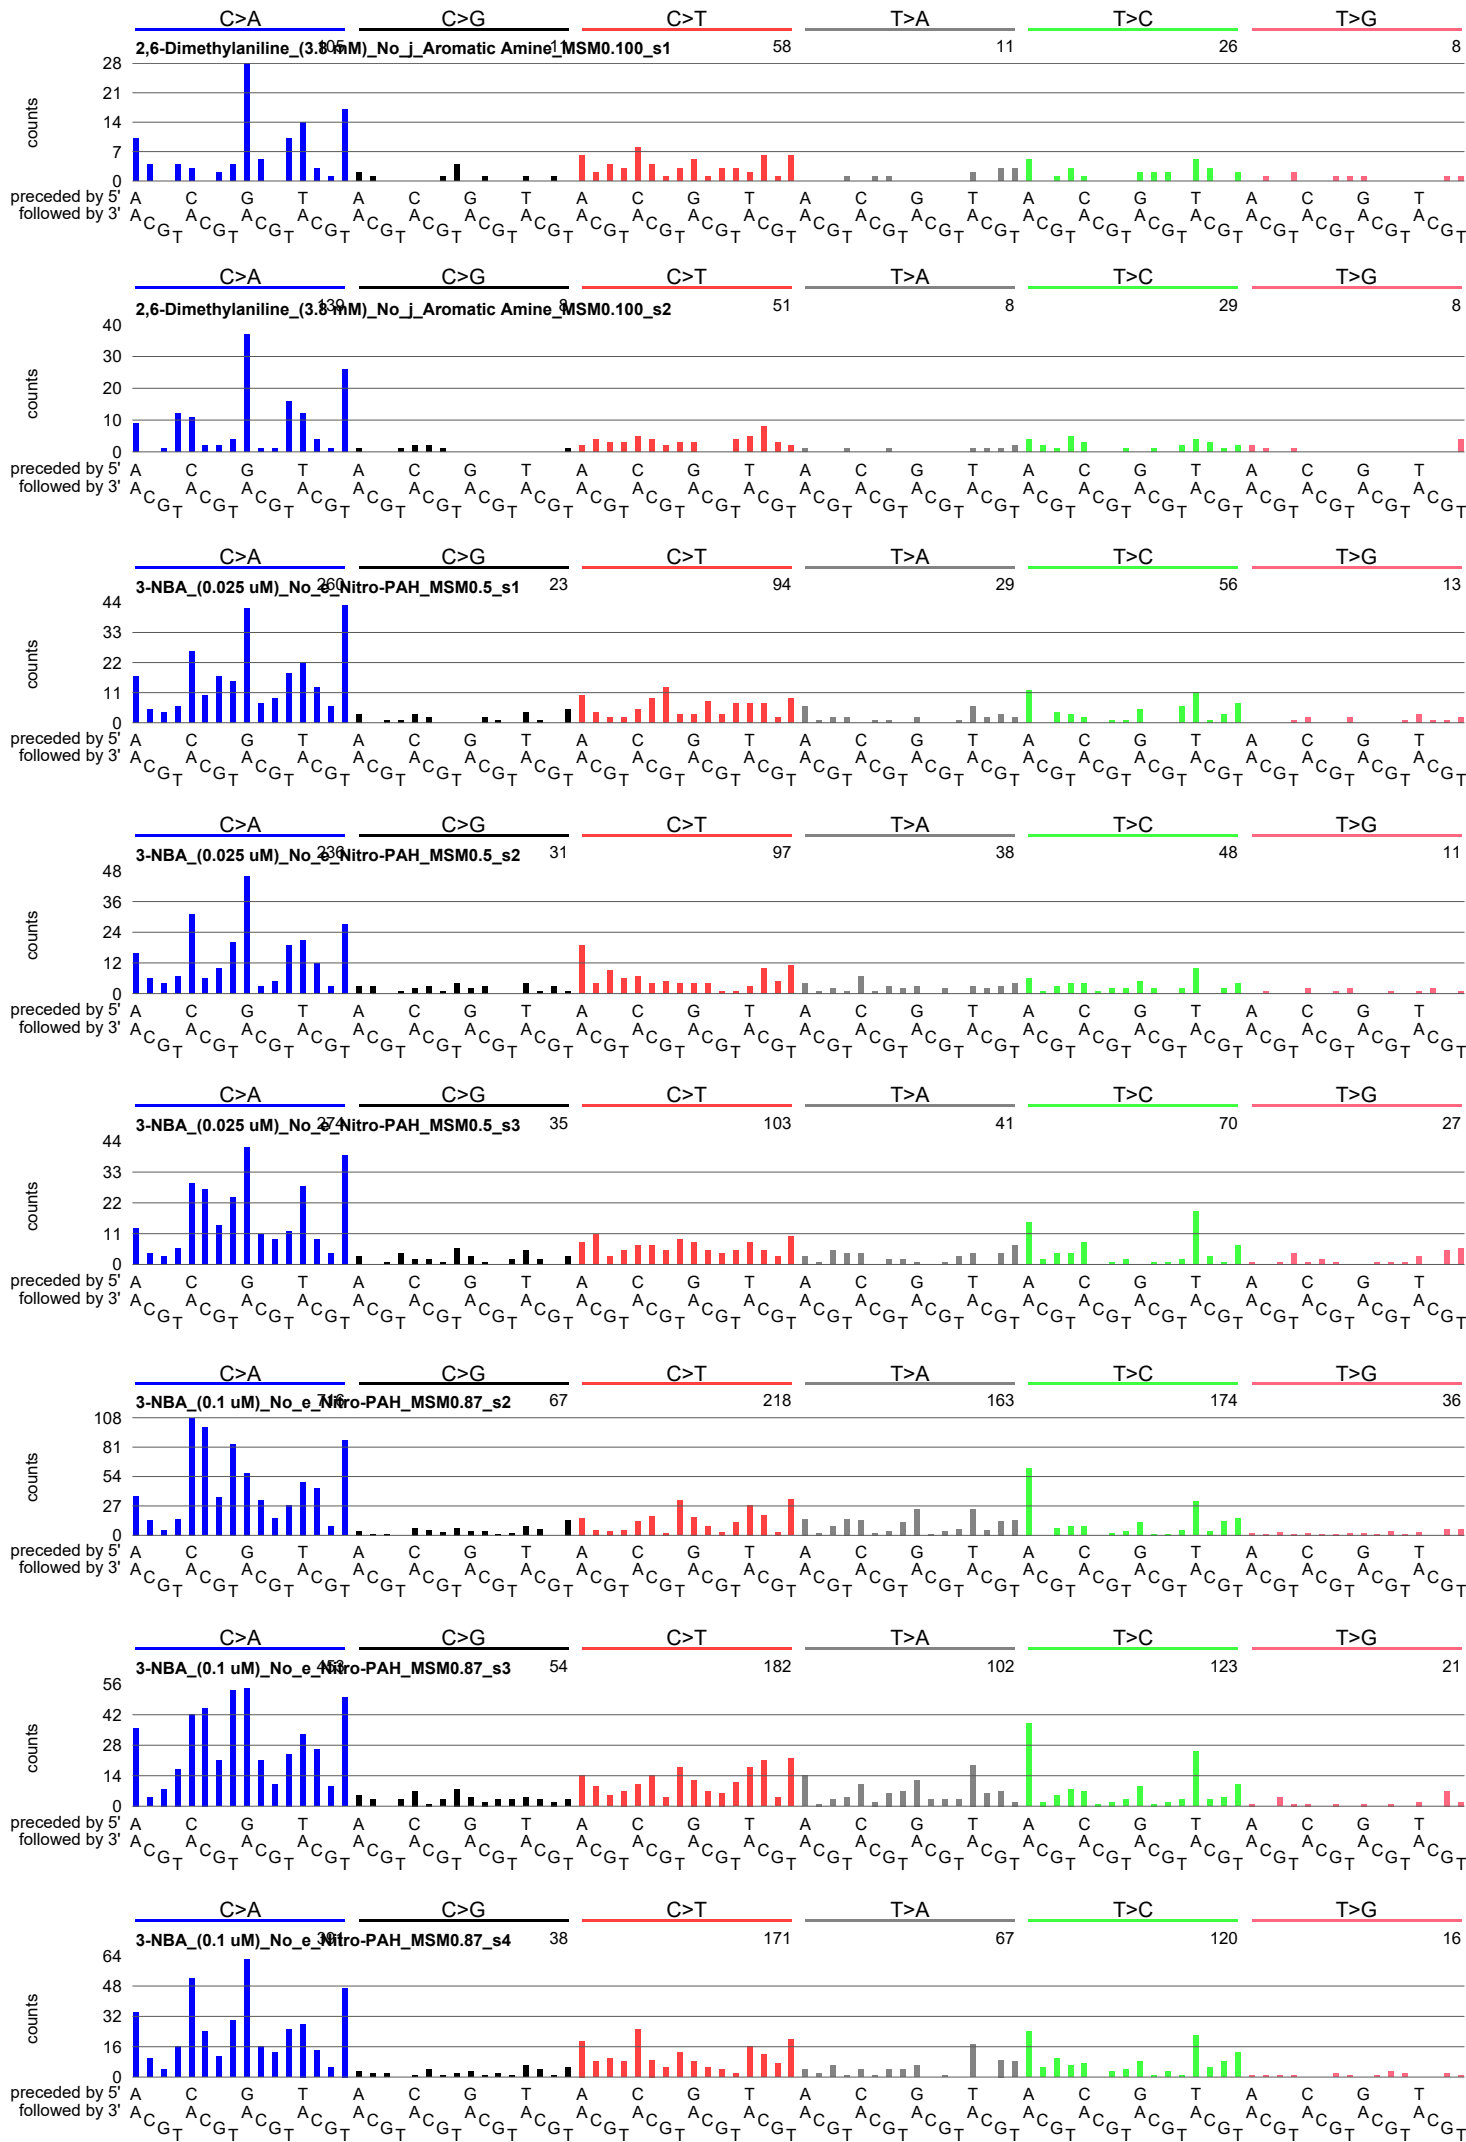 C>A C>G C>T T>A T>C T>G
2,6-Dimethylaniline_(3.8 mM)_No_j_Aromatic Amine_MSM0.100_s1 105 11 58 11 26 8
28
21
14
7
0
counts
preceded by 5' A C G T A C G T A C G T A C G T A C G T A C G T
followed by 3' A C G T A C G T A C G T A C G T A C G T A C G T A C G T A C G T A C G T A C G T A C G T A C G T A C G T A C G T A C G T A C G T A C G T A C G T A C G T A C G T A C G T A C G T A C G T A C G T
C>A C>G C>T T>A T>C T>G
2,6-Dimethylaniline_(3.8 mM)_No_j_Aromatic Amine_MSM0.100_s2 139 8 51 8 29 8
40
30
20
10
0
counts
preceded by 5' A C G T A C G T A C G T A C G T A C G T A C G T
followed by 3' A C G T A C G T A C G T A C G T A C G T A C G T A C G T A C G T A C G T A C G T A C G T A C G T A C G T A C G T A C G T A C G T A C G T A C G T A C G T A C G T A C G T A C G T A C G T A C G T
C>A C>G C>T T>A T>C T>G
3-NBA_(0.025 uM)_No_e_Nitro-PAH_MSM0.5_s1 260 23 94 29 56 13
44
33
22
11
0
counts
preceded by 5' A C G T A C G T A C G T A C G T A C G T A C G T
followed by 3' A C G T A C G T A C G T A C G T A C G T A C G T A C G T A C G T A C G T A C G T A C G T A C G T A C G T A C G T A C G T A C G T A C G T A C G T A C G T A C G T A C G T A C G T A C G T A C G T
C>A C>G C>T T>A T>C T>G
3-NBA_(0.025 uM)_No_e_Nitro-PAH_MSM0.5_s2 236 31 97 38 48 11
48
36
24
12
0
counts
preceded by 5' A C G T A C G T A C G T A C G T A C G T A C G T
followed by 3' A C G T A C G T A C G T A C G T A C G T A C G T A C G T A C G T A C G T A C G T A C G T A C G T A C G T A C G T A C G T A C G T A C G T A C G T A C G T A C G T A C G T A C G T A C G T A C G T
C>A C>G C>T T>A T>C T>G
3-NBA_(0.025 uM)_No_e_Nitro-PAH_MSM0.5_s3 274 35 103 41 70 27
44
33
22
11
0
counts
preceded by 5' A C G T A C G T A C G T A C G T A C G T A C G T
followed by 3' A C G T A C G T A C G T A C G T A C G T A C G T A C G T A C G T A C G T A C G T A C G T A C G T A C G T A C G T A C G T A C G T A C G T A C G T A C G T A C G T A C G T A C G T A C G T A C G T
C>A C>G C>T T>A T>C T>G
3-NBA_(0.1 uM)_No_e_Nitro-PAH_MSM0.87_s2 716 67 218 163 174 36
108
81
54
27
0
counts
preceded by 5' A C G T A C G T A C G T A C G T A C G T A C G T
followed by 3' A C G T A C G T A C G T A C G T A C G T A C G T A C G T A C G T A C G T A C G T A C G T A C G T A C G T A C G T A C G T A C G T A C G T A C G T A C G T A C G T A C G T A C G T A C G T A C G T
C>A C>G C>T T>A T>C T>G
3-NBA_(0.1 uM)_No_e_Nitro-PAH_MSM0.87_s3 453 54 182 102 123 21
56
42
28
14
0
counts
preceded by 5' A C G T A C G T A C G T A C G T A C G T A C G T
followed by 3' A C G T A C G T A C G T A C G T A C G T A C G T A C G T A C G T A C G T A C G T A C G T A C G T A C G T A C G T A C G T A C G T A C G T A C G T A C G T A C G T A C G T A C G T A C G T A C G T
C>A C>G C>T T>A T>C T>G
3-NBA_(0.1 uM)_No_e_Nitro-PAH_MSM0.87_s4 391 38 171 67 120 16
64
48
32
16
0
counts
preceded by 5' A C G T A C G T A C G T A C G T A C G T A C G T
followed by 3' A C G T A C G T A C G T A C G T A C G T A C G T A C G T A C G T A C G T A C G T A C G T A C G T A C G T A C G T A C G T A C G T A C G T A C G T A C G T A C G T A C G T A C G T A C G T A C G T